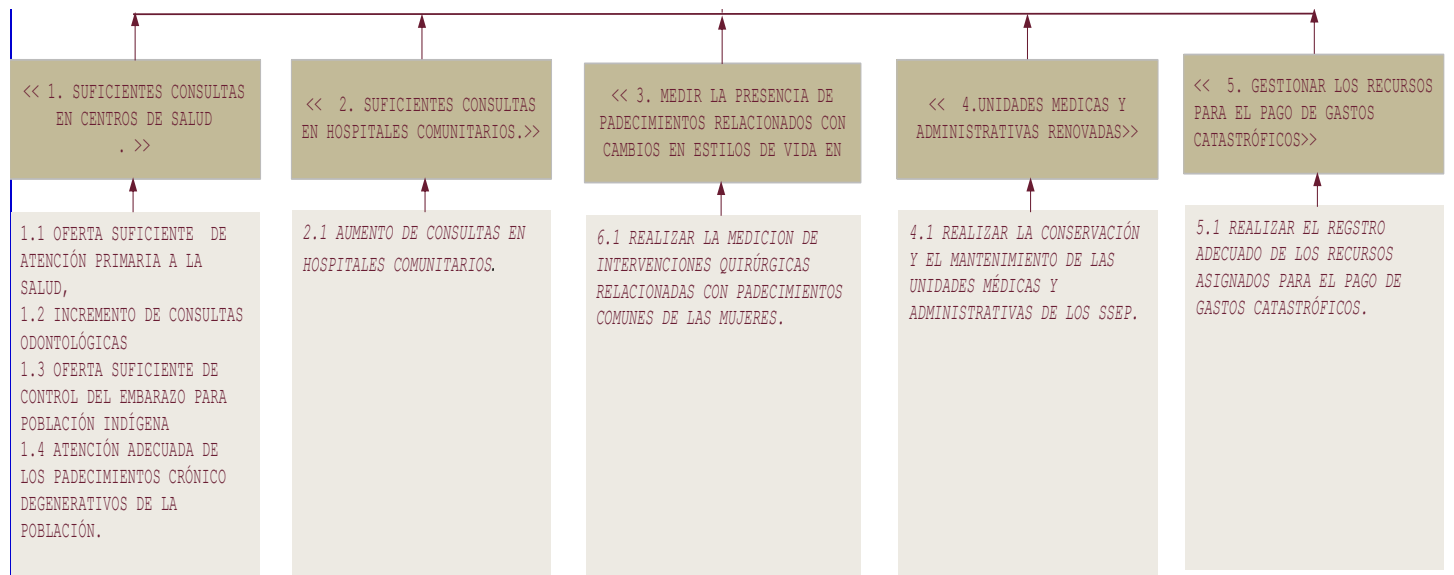 << 1. SUFICIENTES CONSULTAS
EN CENTROS DE SALUD
. >>
<< 2. SUFICIENTES CONSULTAS
EN HOSPITALES COMUNITARIOS.>>
<< 3. MEDIR LA PRESENCIA DE
PADECIMIENTOS RELACIONADOS CON
CAMBIOS EN ESTILOS DE VIDA EN
<< 4.UNIDADES MEDICAS Y
ADMINISTRATIVAS RENOVADAS>>
<< 5. GESTIONAR LOS RECURSOS
PARA EL PAGO DE GASTOS
CATASTRÓFICOS>>
1.1 OFERTA SUFICIENTE DE
ATENCIÓN PRIMARIA A LA
SALUD,
1.2 INCREMENTO DE CONSULTAS
ODONTOLÓGICAS
1.3 OFERTA SUFICIENTE DE
CONTROL DEL EMBARAZO PARA
POBLACIÓN INDÍGENA
1.4 ATENCIÓN ADECUADA DE
LOS PADECIMIENTOS CRÓNICO
DEGENERATIVOS DE LA
POBLACIÓN.
2.1 AUMENTO DE CONSULTAS EN
HOSPITALES COMUNITARIOS.
6.1 REALIZAR LA MEDICION DE
INTERVENCIONES QUIRÚRGICAS
RELACIONADAS CON PADECIMIENTOS
COMUNES DE LAS MUJERES.
4.1 REALIZAR LA CONSERVACIÓN
Y EL MANTENIMIENTO DE LAS
UNIDADES MÉDICAS Y
ADMINISTRATIVAS DE LOS SSEP.
5.1 REALIZAR EL REGSTRO
ADECUADO DE LOS RECURSOS
ASIGNADOS PARA EL PAGO DE
GASTOS CATASTRÓFICOS.